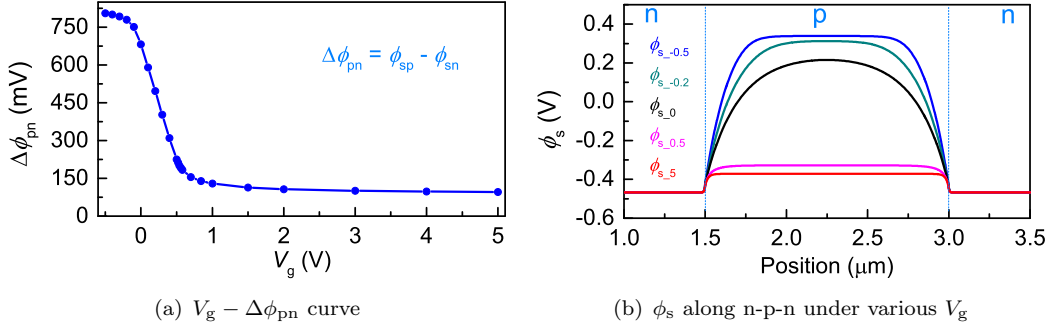 750
600
450
300
150
0
Δϕpn (mV)
Δϕpn = ϕsp - ϕsn
0 1 2 3 4 5
Vg (V)
(a) Vg − Δϕpn curve
n p n
0.4
0.0
-0.4
-0.2
-0.6
ϕs (V)
ϕs_-0.5
ϕs_-0.2
ϕs_0
ϕs_0.5
ϕs_5
1.0 1.5 2.0 2.5 3.0 3.5
Position (μm)
(b) ϕs along n-p-n under various Vg